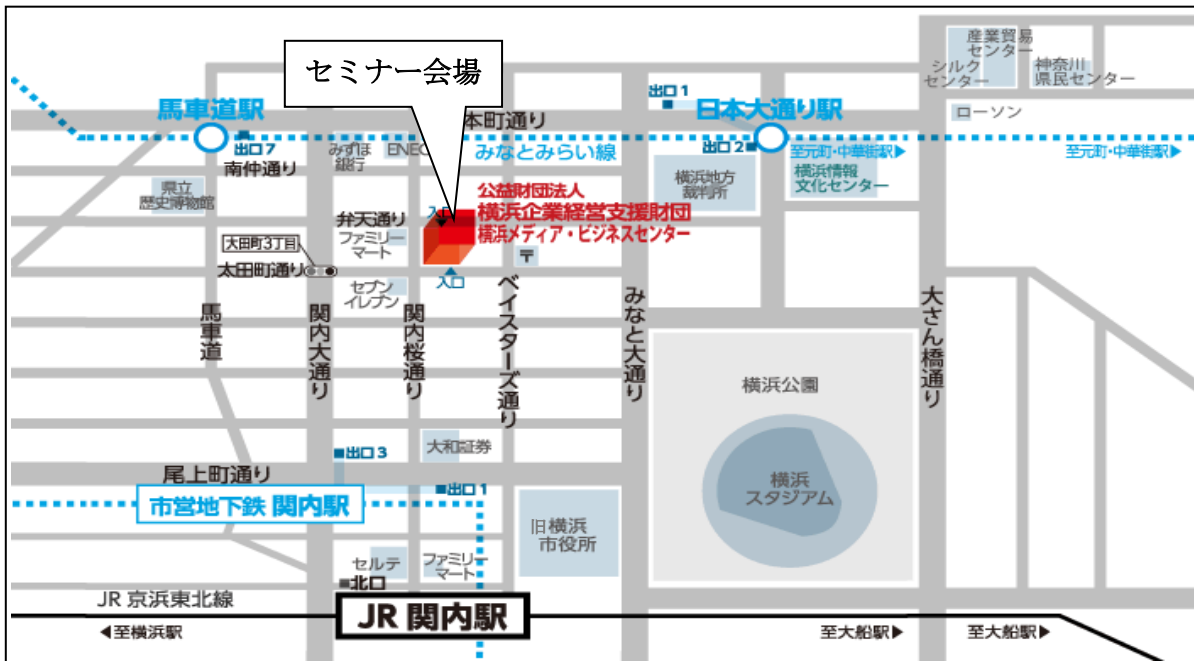 産業貿易
センター
シルク
センター
神奈川
県民センター
セミナー会場
出口1
馬車道駅
日本大通り駅
ローソン
本町通り
出口7
みずほ
銀行
ENEO
みなとみらい線
出口2
至元町・中華街駅▶
至元町・中華街駅▶
南仲通り
県立
歴史博物館
横浜地方
裁判所
横浜情報
文化センター
公益財団法人
横浜企業経営支援財団
横浜メディア・ビジネスセンター
入口
弁天通り
ファミリー
マート
大田町3丁目
太田町通り
〒
入口
セブン
イレブン
馬車道
関内大通り
関内桜通り
ベイスターズ通り
みなと大通り
大さん橋通り
横浜公園
大和証券
出口3
尾上町通り
出口1
横浜
スタジアム
市営地下鉄 関内駅
旧横浜
市役所
セルテ
ファミリー
マート
北口
JR 京浜東北線
JR 関内駅
◀至横浜駅
至大船駅▶
至大船駅▶